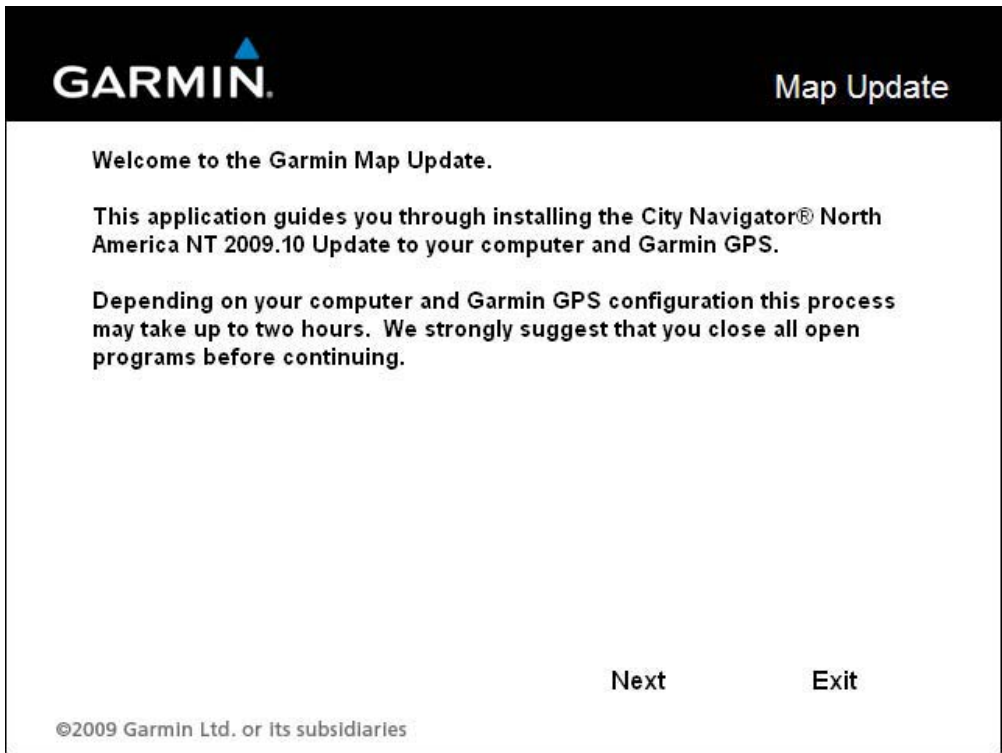 GARMIN.
Map Update
Welcome to the Garmin Map Update.
This application guides you through installing the City Navigator® North
America NT 2009.10 Update to your computer and Garmin GPS.
Depending on your computer and Garmin GPS configuration this process
may take up to two hours.  We strongly suggest that you close all open
programs before continuing.
Next
Exit
©2009 Garmin Ltd. or its subsidiaries